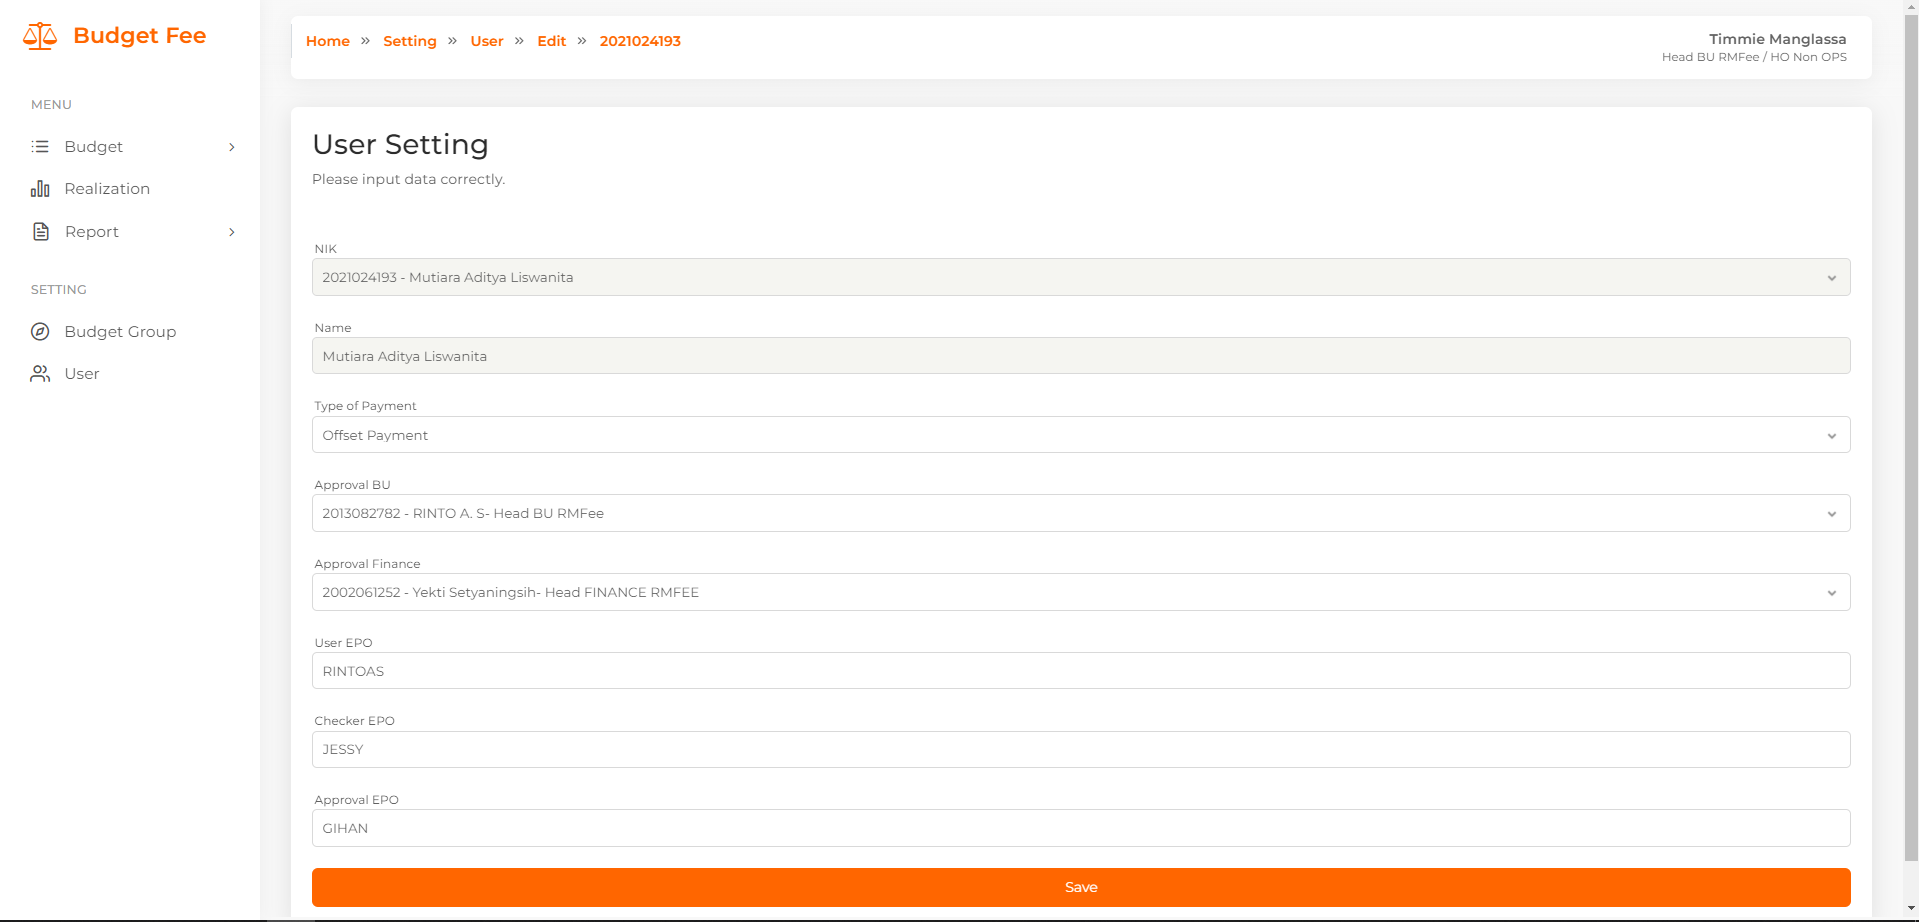 Budget Fee
MENU
Budget
Realization
Report
SETTING
Budget Group
User
Home » Setting » User » Edit » 2021024193
Timmie Manglassa
Head BU RMFee / HO Non OPS
User Setting
Please input data correctly.
NIK
2021024193 - Mutiara Aditya Liswanita
Name
Mutiara Aditya Liswanita
Type of Payment
Offset Payment
Approval BU
2013082782 - RINTO A. S- Head BU RMFee
Approval Finance
2002061252 - Yekti Setyaningsih- Head FINANCE RMFEE
User EPO
RINTOAS
Checker EPO
JESSY
Approval EPO
GIHAN
Save